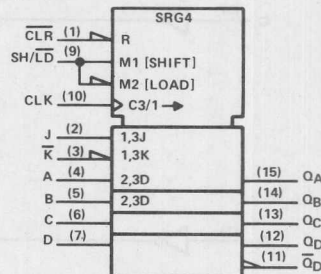 SRG4
CLR (1) R
SH/LD (9) M1 [SHIFT]
M2 [LOAD]
CLK (10) C3/1
J (2) 1,3J
K (3) 1,3K
A (4) 2,3D (15) QA
B (5) 2,3D (14) QB
C (6) (13) QC
D (7) (12) QD
(11) QD